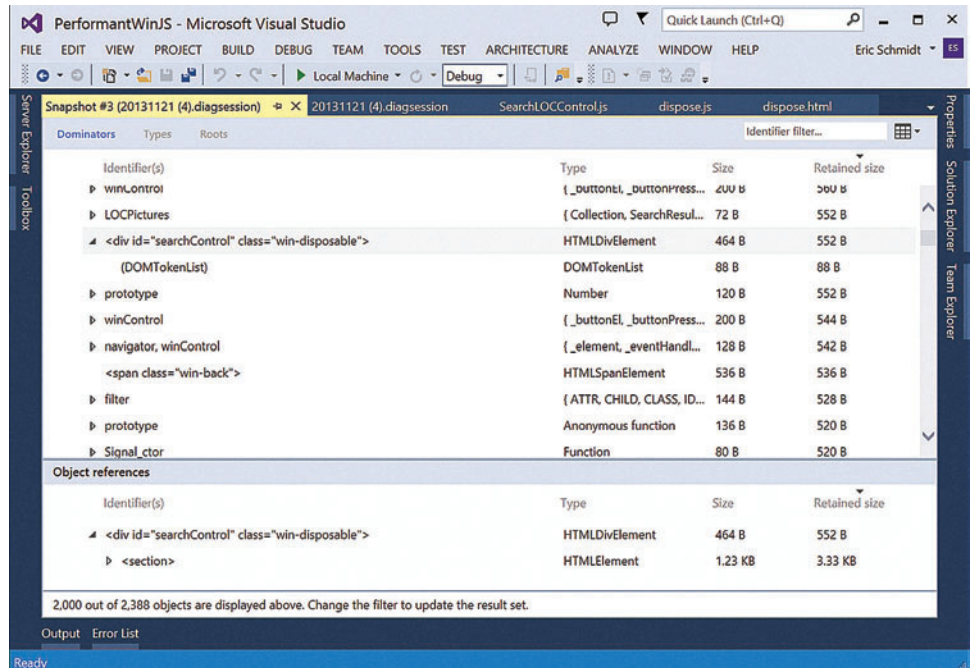 PerformantWinJS - Microsoft Visual Studio
Quick Launch (Ctrl+Q)
FILE EDIT VIEW PROJECT BUILD DEBUG TEAM TOOLS TEST ARCHITECTURE ANALYZE WINDOW HELP Eric Schmidt ES
Local Machine Debug
Server Explorer
Toolbox
Snapshot #3 (20131121 (4).diagsession) 20131121 (4).diagsession SearchLOCControl.js dispose.js dispose.html
Dominators Types Roots Identifier filter...
Identifier(s) Type Size Retained size
winControl { _buttonEl, _buttonPress... 200 B 560 B
LOCPictures { Collection, SearchResul... 72 B 552 B
<div id="searchControl" class="win-disposable"> HTMLDivElement 464 B 552 B
(DOMTokenList) DOMTokenList 88 B 88 B
prototype Number 120 B 552 B
winControl { _buttonEl, _buttonPress... 200 B 544 B
navigator, winControl { _element, _eventHandl... 128 B 542 B
<span class="win-back"> HTMLSpanElement 536 B 536 B
filter { ATTR, CHILD, CLASS, ID... 144 B 528 B
prototype Anonymous function 136 B 520 B
Signal_ctor Function 80 B 520 B
Object references
Identifier(s) Type Size Retained size
<div id="searchControl" class="win-disposable"> HTMLDivElement 464 B 552 B
<section> HTMLElement 1.23 KB 3.33 KB
2,000 out of 2,388 objects are displayed above. Change the filter to update the result set.
Properties
Solution Explorer
Team Explorer
Output Error List
Ready